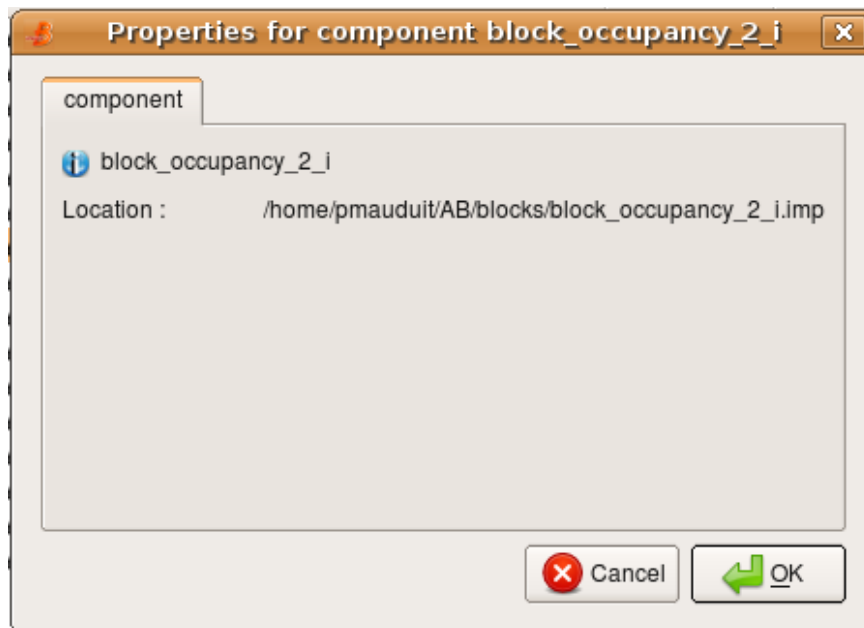 Properties for component block_occupancy_2_i
component
block_occupancy_2_i
Location : /home/pmauduit/AB/blocks/block_occupancy_2_i.imp
Cancel OK